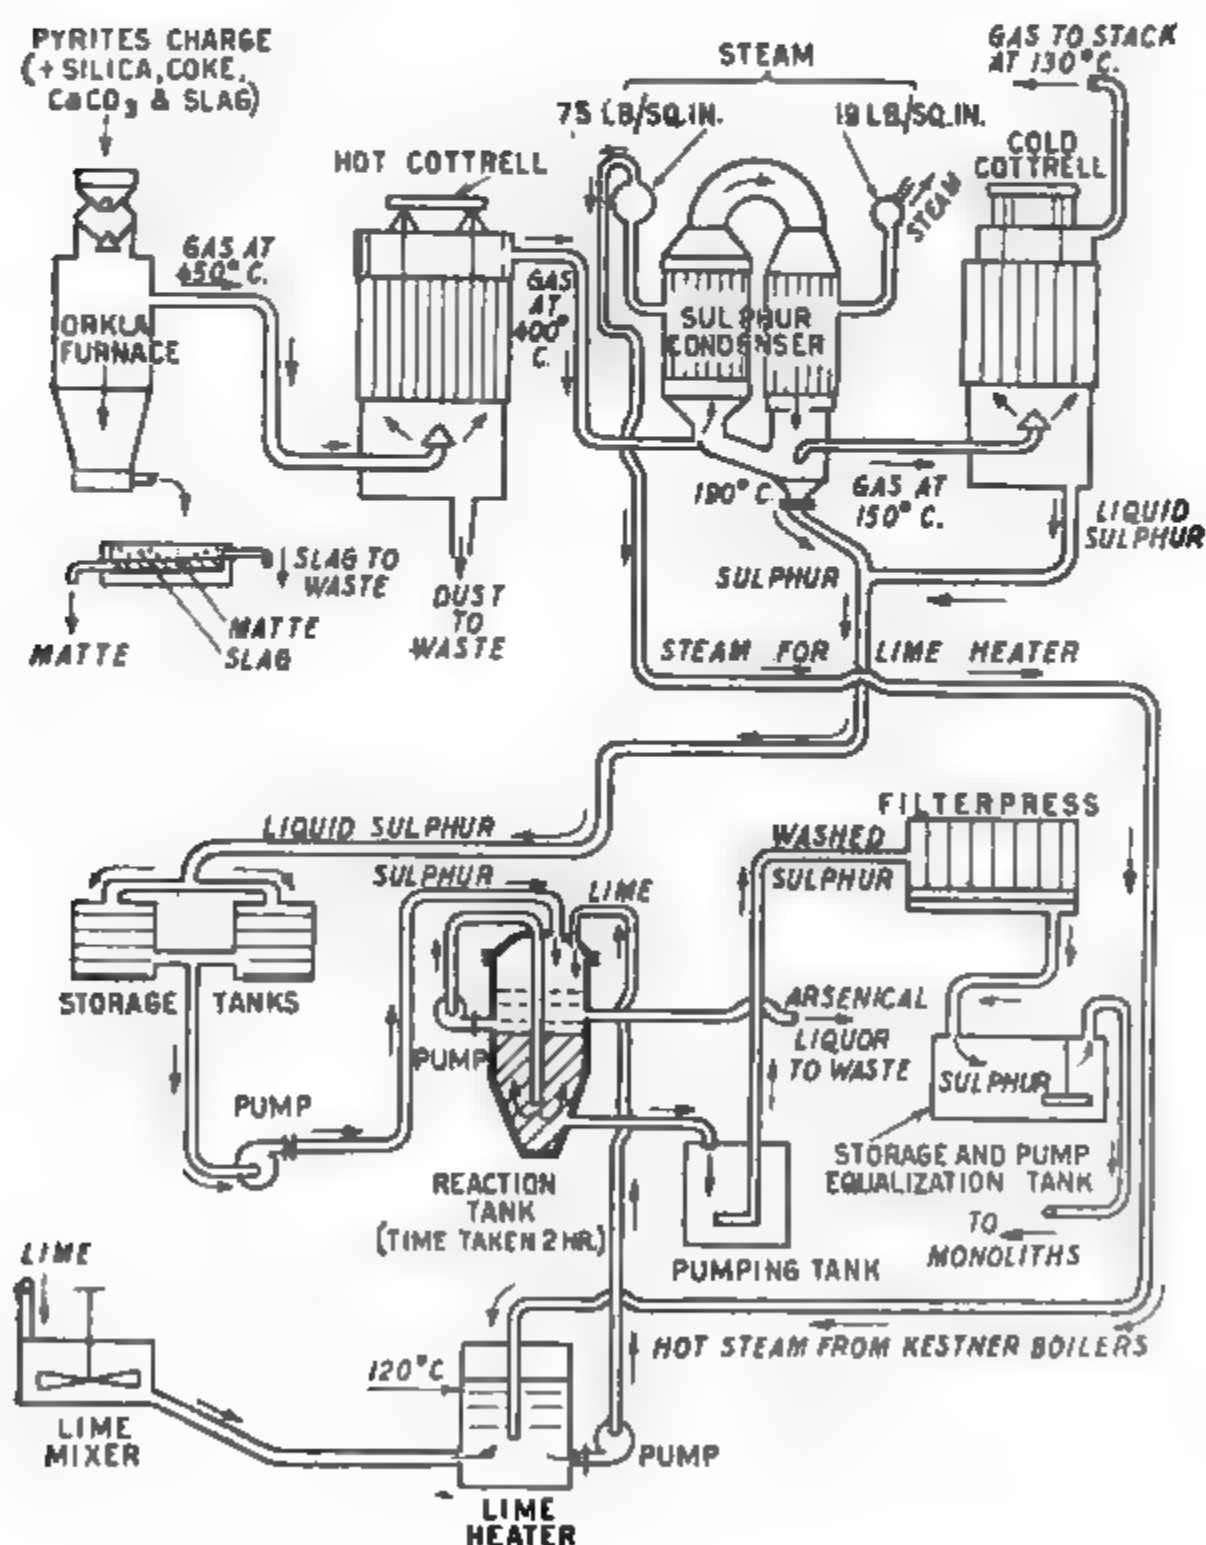 PYRITES CHARGE
(+ SILICA, COKE,
CaCO₃ & SLAG)
STEAM
75 LB/SQ.IN.
19 LB/SQ.IN.
GAS TO STACK
AT 130°C.
HOT COTTRELL
COLD
COTTRELL
STEAM
GAS AT
450°C.
GAS
AT
400°
C.
ORKLA
FURNACE
SULPHUR
CONDENSER
190°C
GAS AT
150°C.
LIQUID
SULPHUR
SULPHUR
SLAG TO
WASTE
MATTE
SLAG
MATTE
DUST
TO
WASTE
STEAM FOR LIME HEATER
FILTERPRESS
LIQUID SULPHUR
WASHED
SULPHUR
SULPHUR
LIME
STORAGE TANKS
PUMP
ARSENICAL
LIQUOR
TO WASTE
SULPHUR
PUMP
STORAGE AND PUMP
EQUALIZATION TANK
REACTION
TANK
(TIME TAKEN 2 HR.)
TO
MONOLITHS
PUMPING TANK
LIME
HOT STEAM FROM KESTNER BOILERS
120°C
LIME
MIXER
PUMP
LIME
HEATER